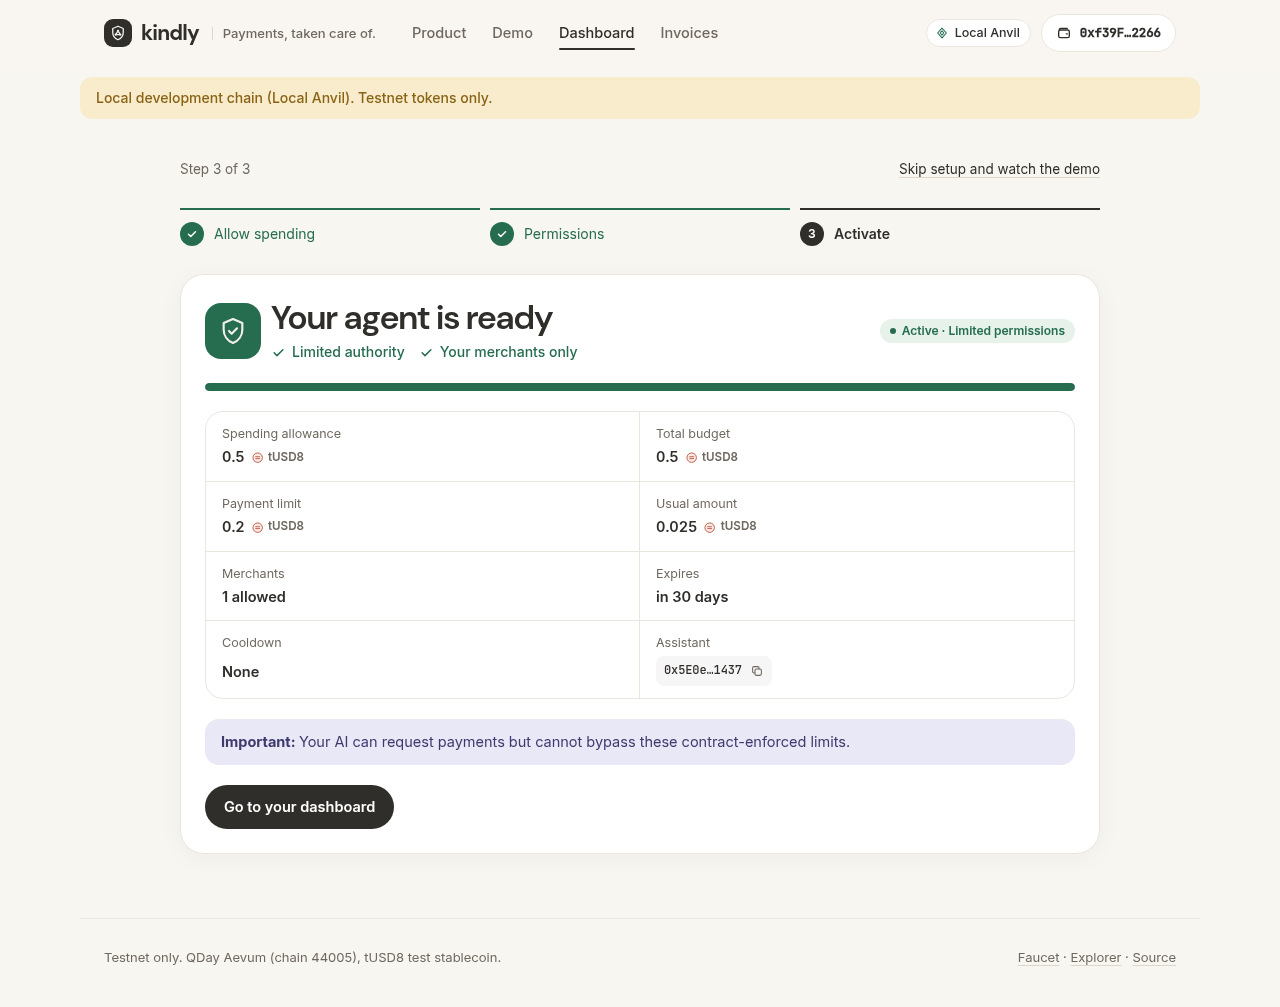 kindly
Payments, taken care of.
Product
Demo
Dashboard
Invoices
Local Anvil
0xf39F…2266
Local development chain (Local Anvil). Testnet tokens only.
Step 3 of 3
Skip setup and watch the demo
Allow spending
Permissions
3
Activate
Your agent is ready
Limited authority
Your merchants only
Active · Limited permissions
Spending allowance
0.5 tUSD8
Total budget
0.5 tUSD8
Payment limit
0.2 tUSD8
Usual amount
0.025 tUSD8
Merchants
1 allowed
Expires
in 30 days
Cooldown
None
Assistant
0x5E0e…1437
Important: Your AI can request payments but cannot bypass these contract-enforced limits.
Go to your dashboard
Testnet only. QDay Aevum (chain 44005), tUSD8 test stablecoin.
Faucet · Explorer · Source